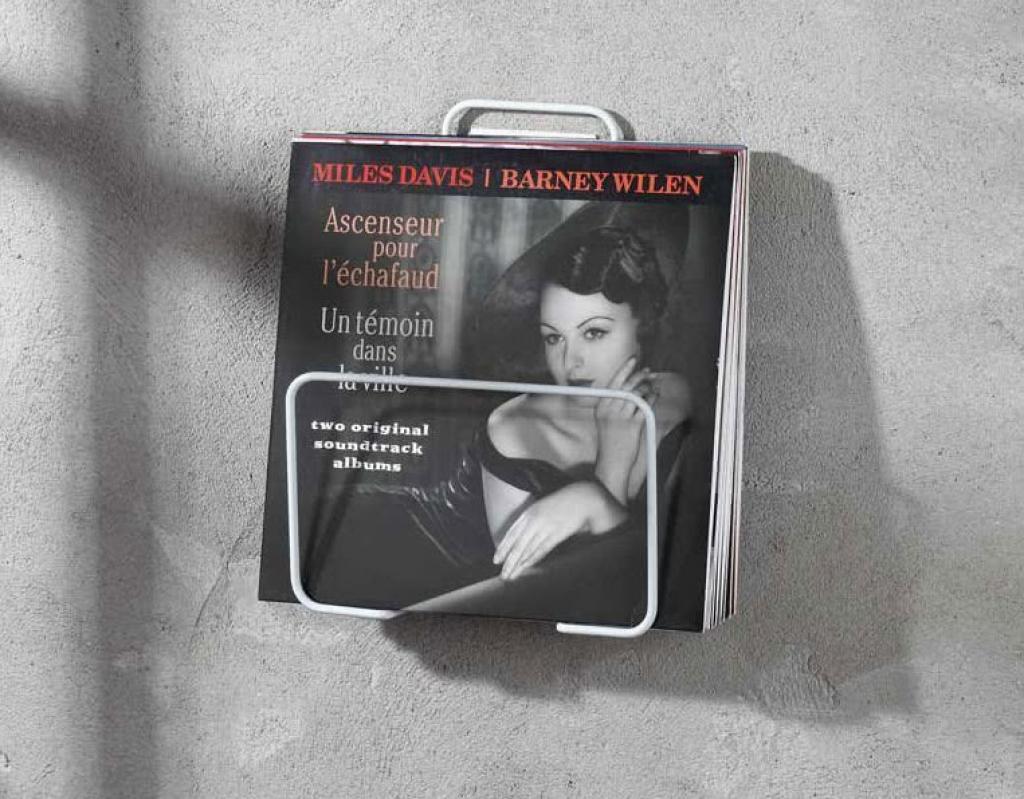 MILES DAVIS | BARNEY WILEN
Ascenseur
pour
l'échafaud
Un témoin
dans
la ville
two original
soundtrack
albums